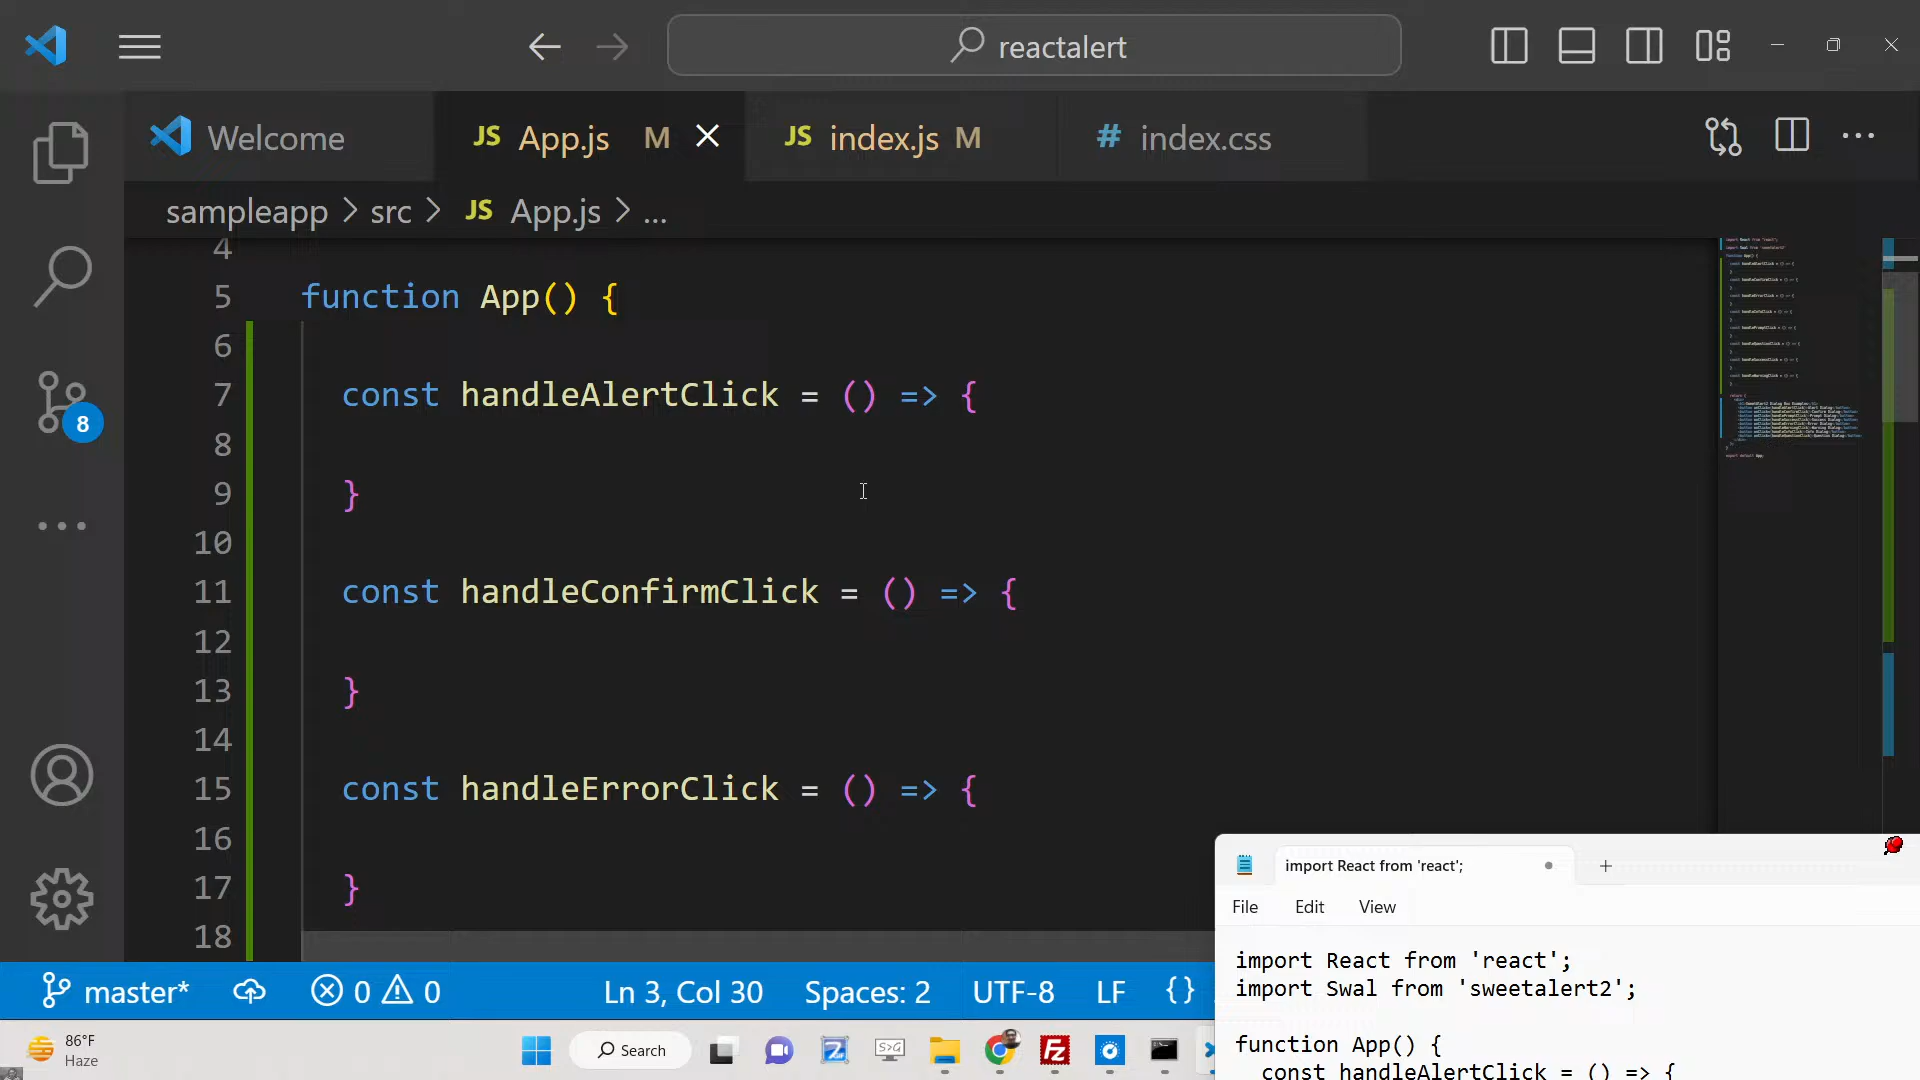 reactalert
Welcome
JS App.js M
JS index.js M
# index.css
sampleapp > src > JS App.js > ...
4
5 function App() {
6
7 const handleAlertClick = () => {
8
9 }
10
11 const handleConfirmClick = () => {
12
13 }
14
15 const handleErrorClick = () => {
16
17 }
18
8
import React from 'react';
File Edit View
import React from 'react';
import Swal from 'sweetalert2';
function App() {
const handleAlertClick = () => {
master* 0 0 Ln 3, Col 30 Spaces: 2 UTF-8 LF {}
86°F
Haze
Search